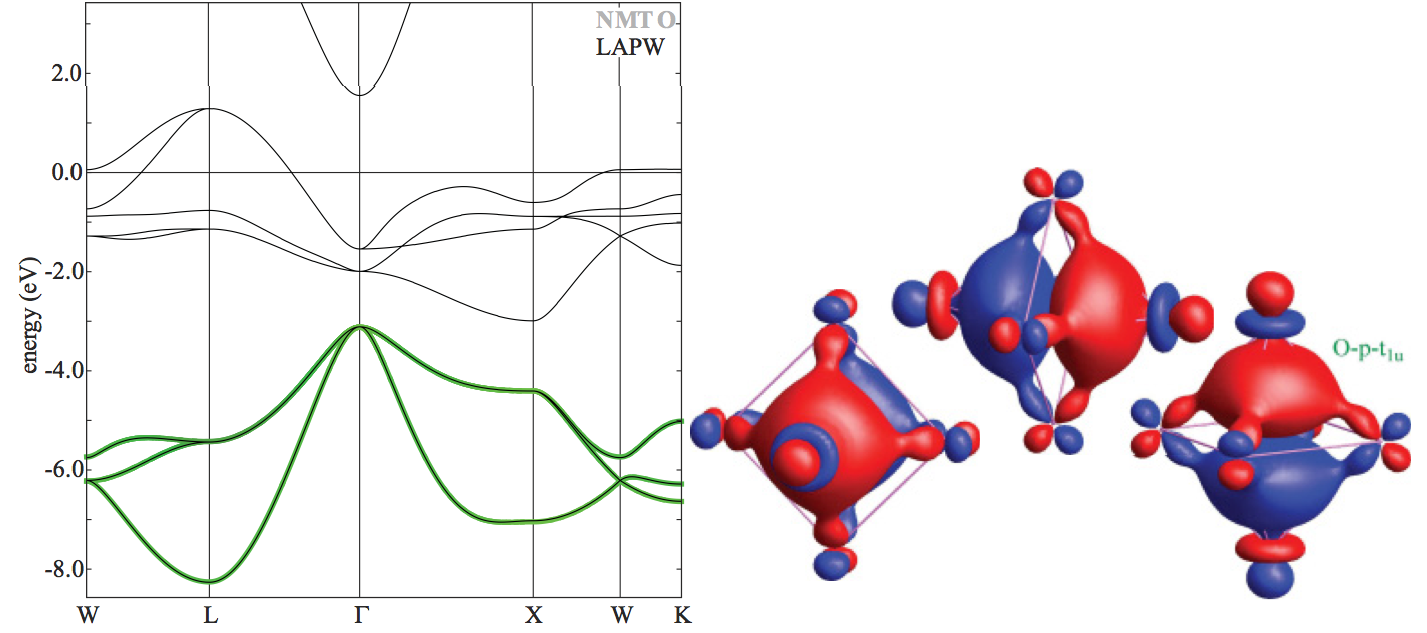 NMTO
LAPW
2.0
0.0
-2.0
-4.0
-6.0
-8.0
energy (eV)
W L Γ X W K
O-p-t1u